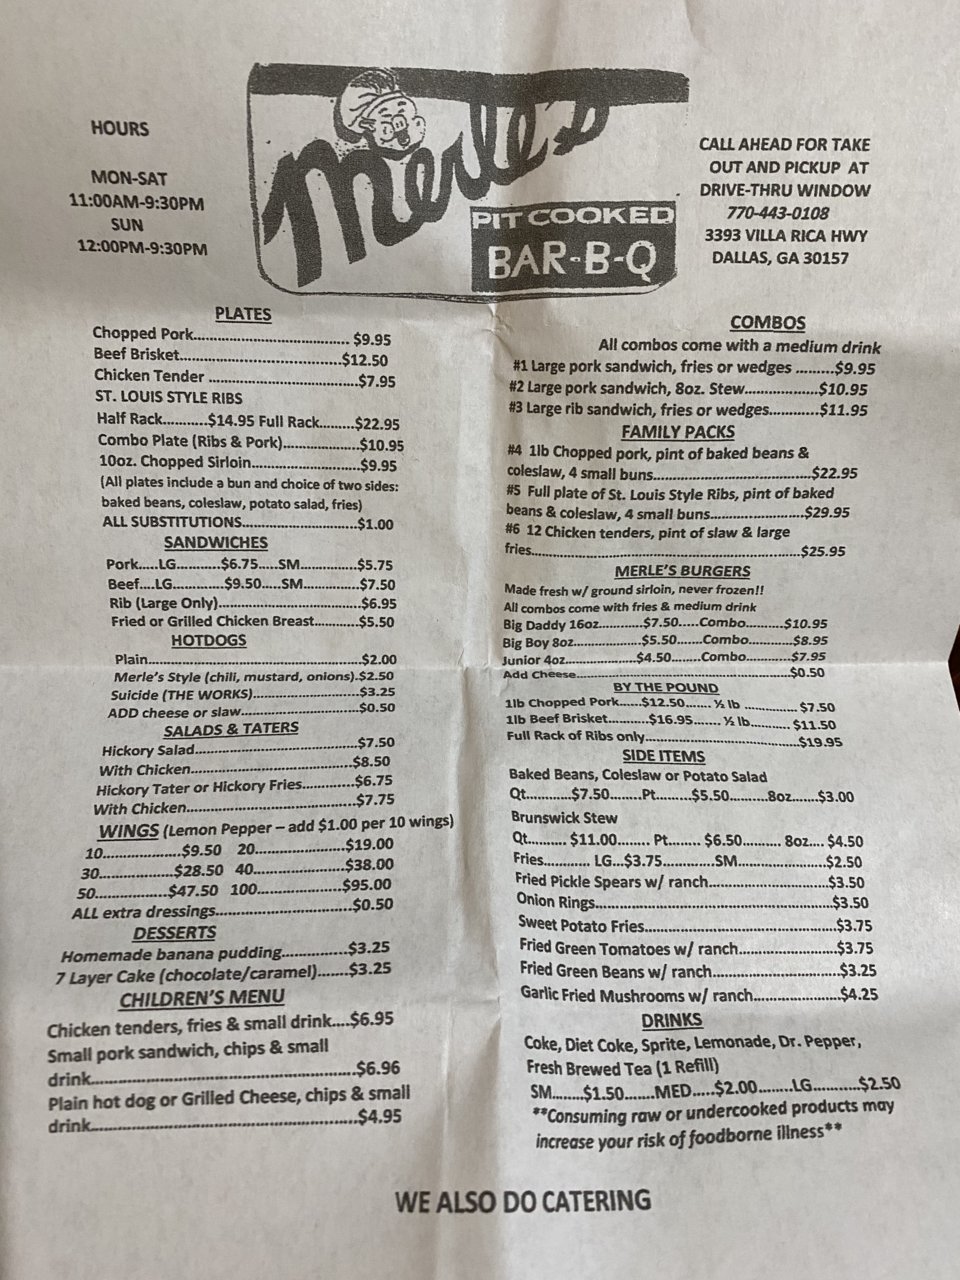 HOURS
MON-SAT
11:00AM-9:30PM
SUN
12:00PM-9:30PM
Merle's
PIT COOKED
BAR-B-Q
CALL AHEAD FOR TAKE
OUT AND PICKUP AT
DRIVE-THRU WINDOW
770-443-0108
3393 VILLA RICA HWY
DALLAS, GA 30157
PLATES
Chopped Pork.................................. $9.95
Beef Brisket....................................$12.50
Chicken Tender .................................$7.95
ST. LOUIS STYLE RIBS
Half Rack..........$14.95 Full Rack........$22.95
Combo Plate (Ribs & Pork).................$10.95
10oz. Chopped Sirloin........................$9.95
(All plates include a bun and choice of two sides:
baked beans, coleslaw, potato salad, fries)
ALL SUBSTITUTIONS.........................$1.00
SANDWICHES
Pork.....LG..........$6.75.....SM.............$5.75
Beef....LG..........$9.50.....SM.............$7.50
Rib (Large Only)................................$6.95
Fried or Grilled Chicken Breast..........$5.50
HOTDOGS
Plain................................................$2.00
Merle's Style (chili, mustard, onions).$2.50
Suicide (THE WORKS).......................$3.25
ADD cheese or slaw..........................$0.50
SALADS & TATERS
Hickory Salad....................................$7.50
With Chicken....................................$8.50
Hickory Tater or Hickory Fries............$6.75
With Chicken.....................................$7.75
WINGS (Lemon Pepper – add $1.00 per 10 wings)
10..................$9.50 20....................$19.00
30..................$28.50 40...................$38.00
50.................$47.50 100...................$95.00
ALL extra dressings..............................$0.50
DESSERTS
Homemade banana pudding.............$3.25
7 Layer Cake (chocolate/caramel).......$3.25
CHILDREN'S MENU
Chicken tenders, fries & small drink....$6.95
Small pork sandwich, chips & small
drink..................................................$6.96
Plain hot dog or Grilled Cheese, chips & small
drink..................................................$4.95
COMBOS
All combos come with a medium drink
#1 Large pork sandwich, fries or wedges .........$9.95
#2 Large pork sandwich, 8oz. Stew.................$10.95
#3 Large rib sandwich, fries or wedges............$11.95
FAMILY PACKS
#4 1lb Chopped pork, pint of baked beans &
coleslaw, 4 small buns....................................$22.95
#5 Full plate of St. Louis Style Ribs, pint of baked
beans & coleslaw, 4 small buns......................$29.95
#6 12 Chicken tenders, pint of slaw & large
fries..............................................................$25.95
MERLE'S BURGERS
Made fresh w/ ground sirloin, never frozen!!
All combos come with fries & medium drink
Big Daddy 16oz..........$7.50.....Combo..........$10.95
Big Boy 8oz...............$5.50......Combo..........$8.95
Junior 4oz................$4.50.......Combo.........$7.95
Add Cheese.....................................................$0.50
BY THE POUND
1lb Chopped Pork.....$12.50...... ½ lb ..............$7.50
1lb Beef Brisket.........$16.95....... ½ lb........... $11.50
Full Rack of Ribs only....................................$19.95
SIDE ITEMS
Baked Beans, Coleslaw or Potato Salad
Qt..........$7.50.......Pt........$5.50.........8oz......$3.00
Brunswick Stew
Qt......... $11.00....... Pt....... $6.50......... 8oz.... $4.50
Fries........... LG...$3.75............SM...................$2.50
Fried Pickle Spears w/ ranch...........................$3.50
Onion Rings.....................................................$3.50
Sweet Potato Fries...........................................$3.75
Fried Green Tomatoes w/ ranch......................$3.75
Fried Green Beans w/ ranch............................$3.25
Garlic Fried Mushrooms w/ ranch....................$4.25
DRINKS
Coke, Diet Coke, Sprite, Lemonade, Dr. Pepper,
Fresh Brewed Tea (1 Refill)
SM.......$1.50......MED.....$2.00.......LG..........$2.50
**Consuming raw or undercooked products may
increase your risk of foodborne illness**
WE ALSO DO CATERING